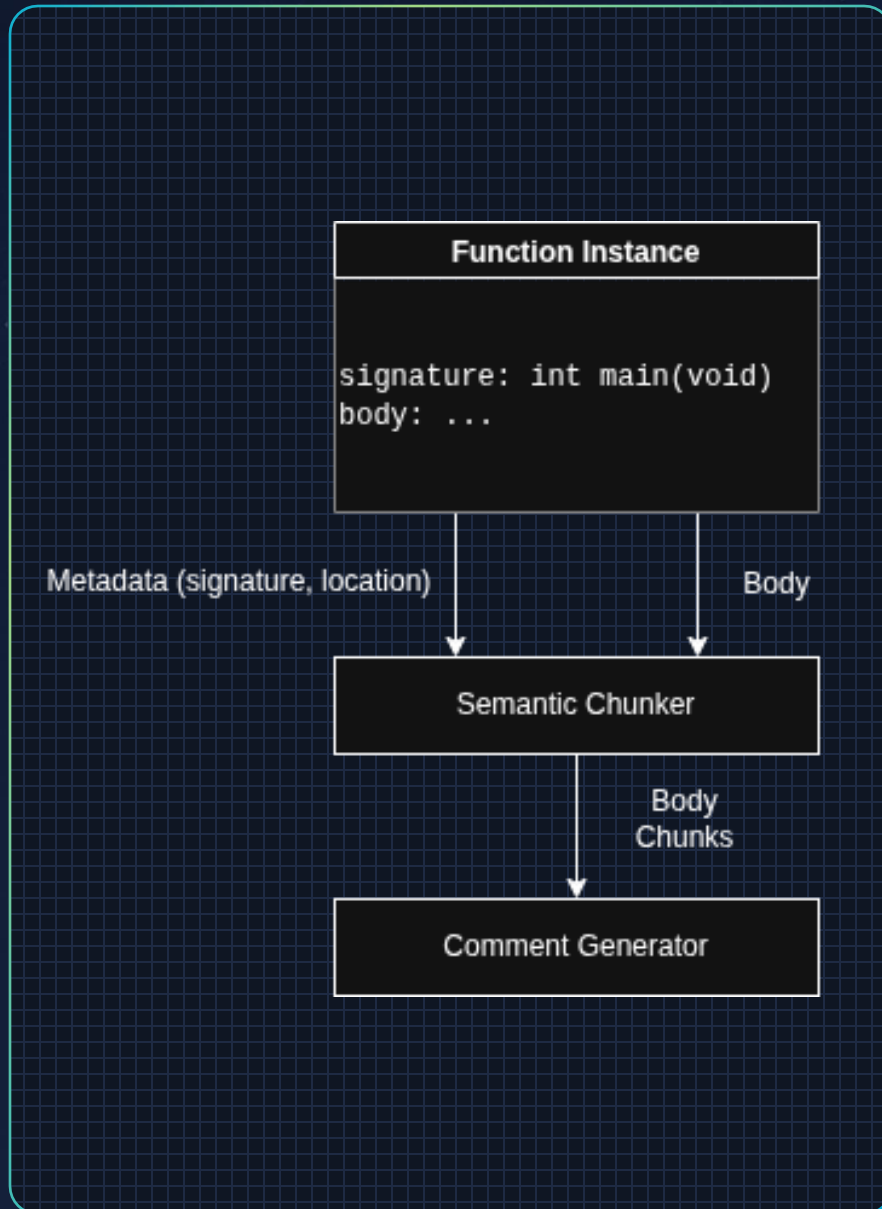 Function Instance
signature: int main(void)
body: ...
Metadata (signature, location)
Body
Semantic Chunker
Body
Chunks
Comment Generator